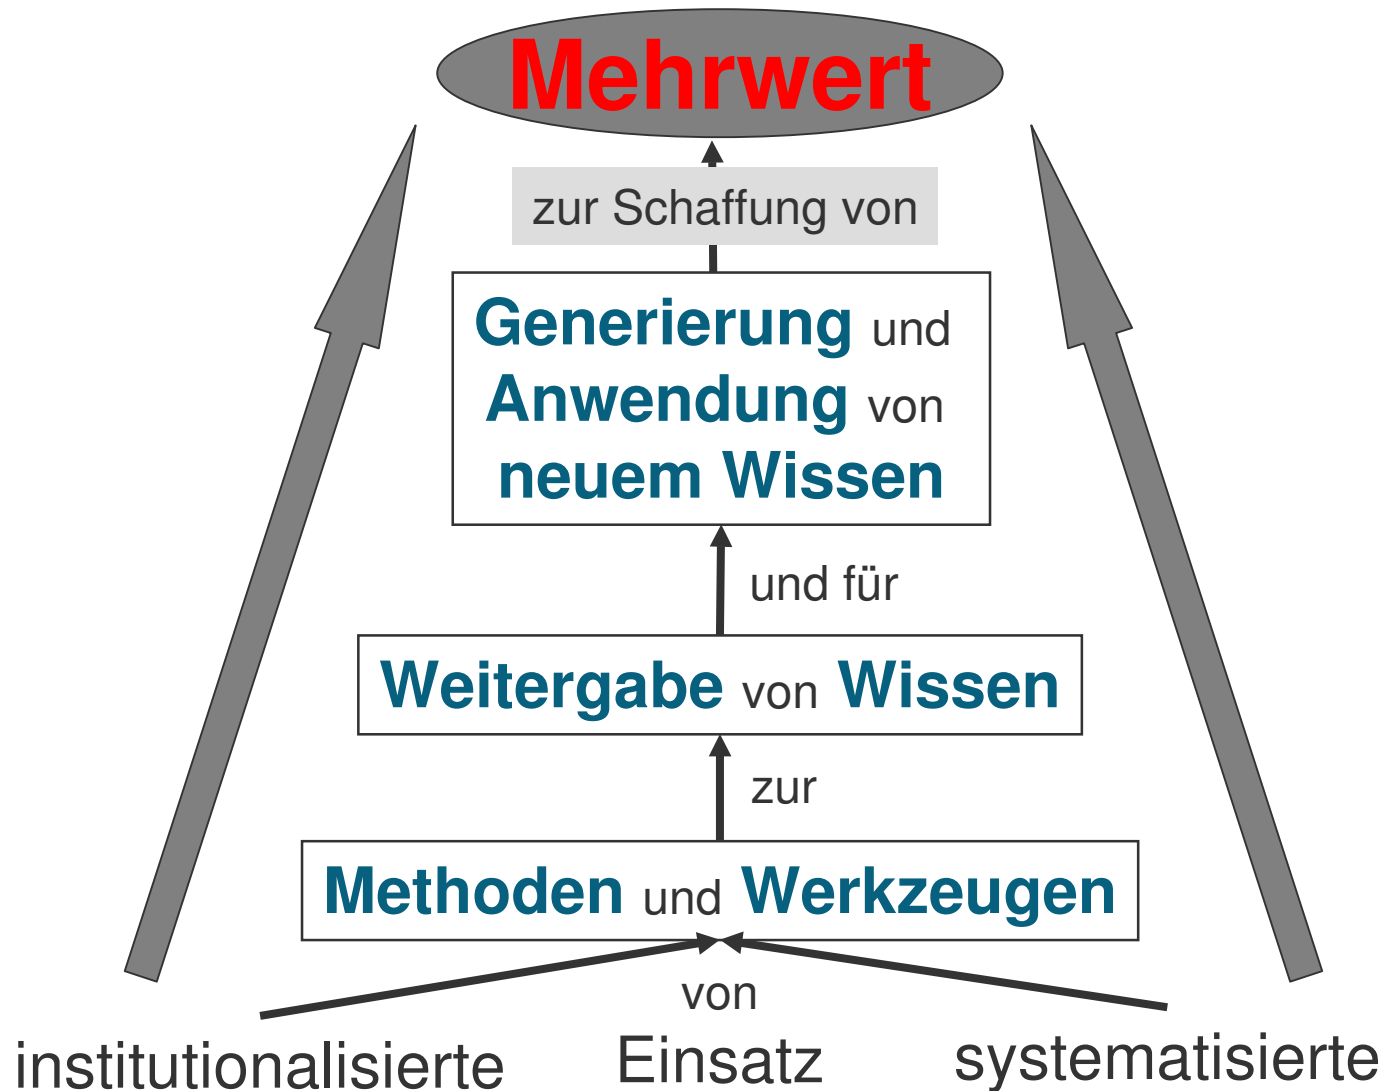 Mehrwert
zur Schaffung von
Generierung und
Anwendung von
neuem Wissen
und für
Weitergabe von Wissen
zur
Methoden und Werkzeugen
von
institutionalisierte Einsatz systematisierte